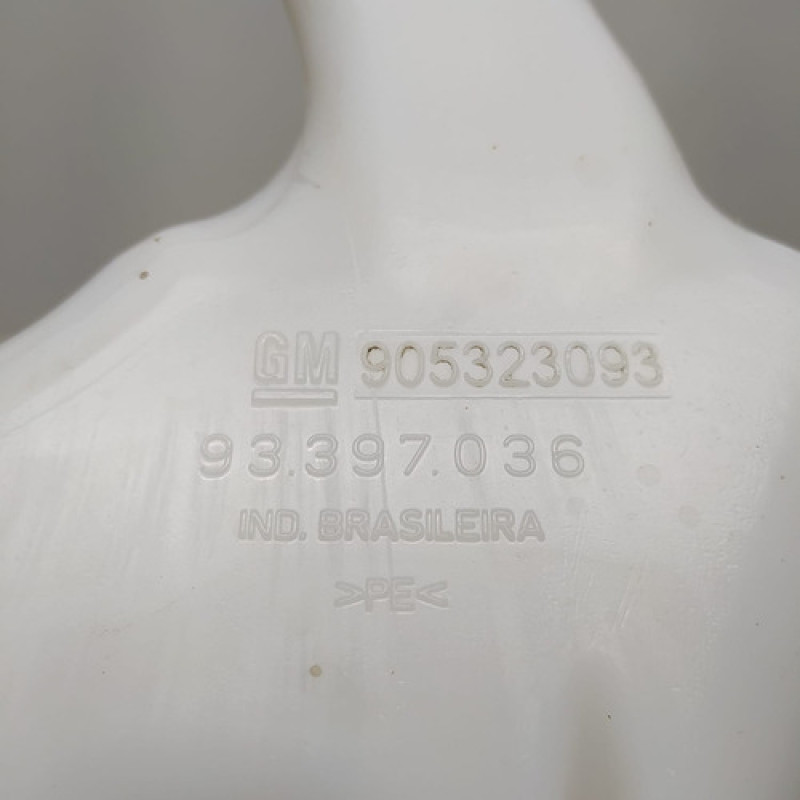 GM 905323093
93.397.036
IND. BRASILEIRA
>PE<